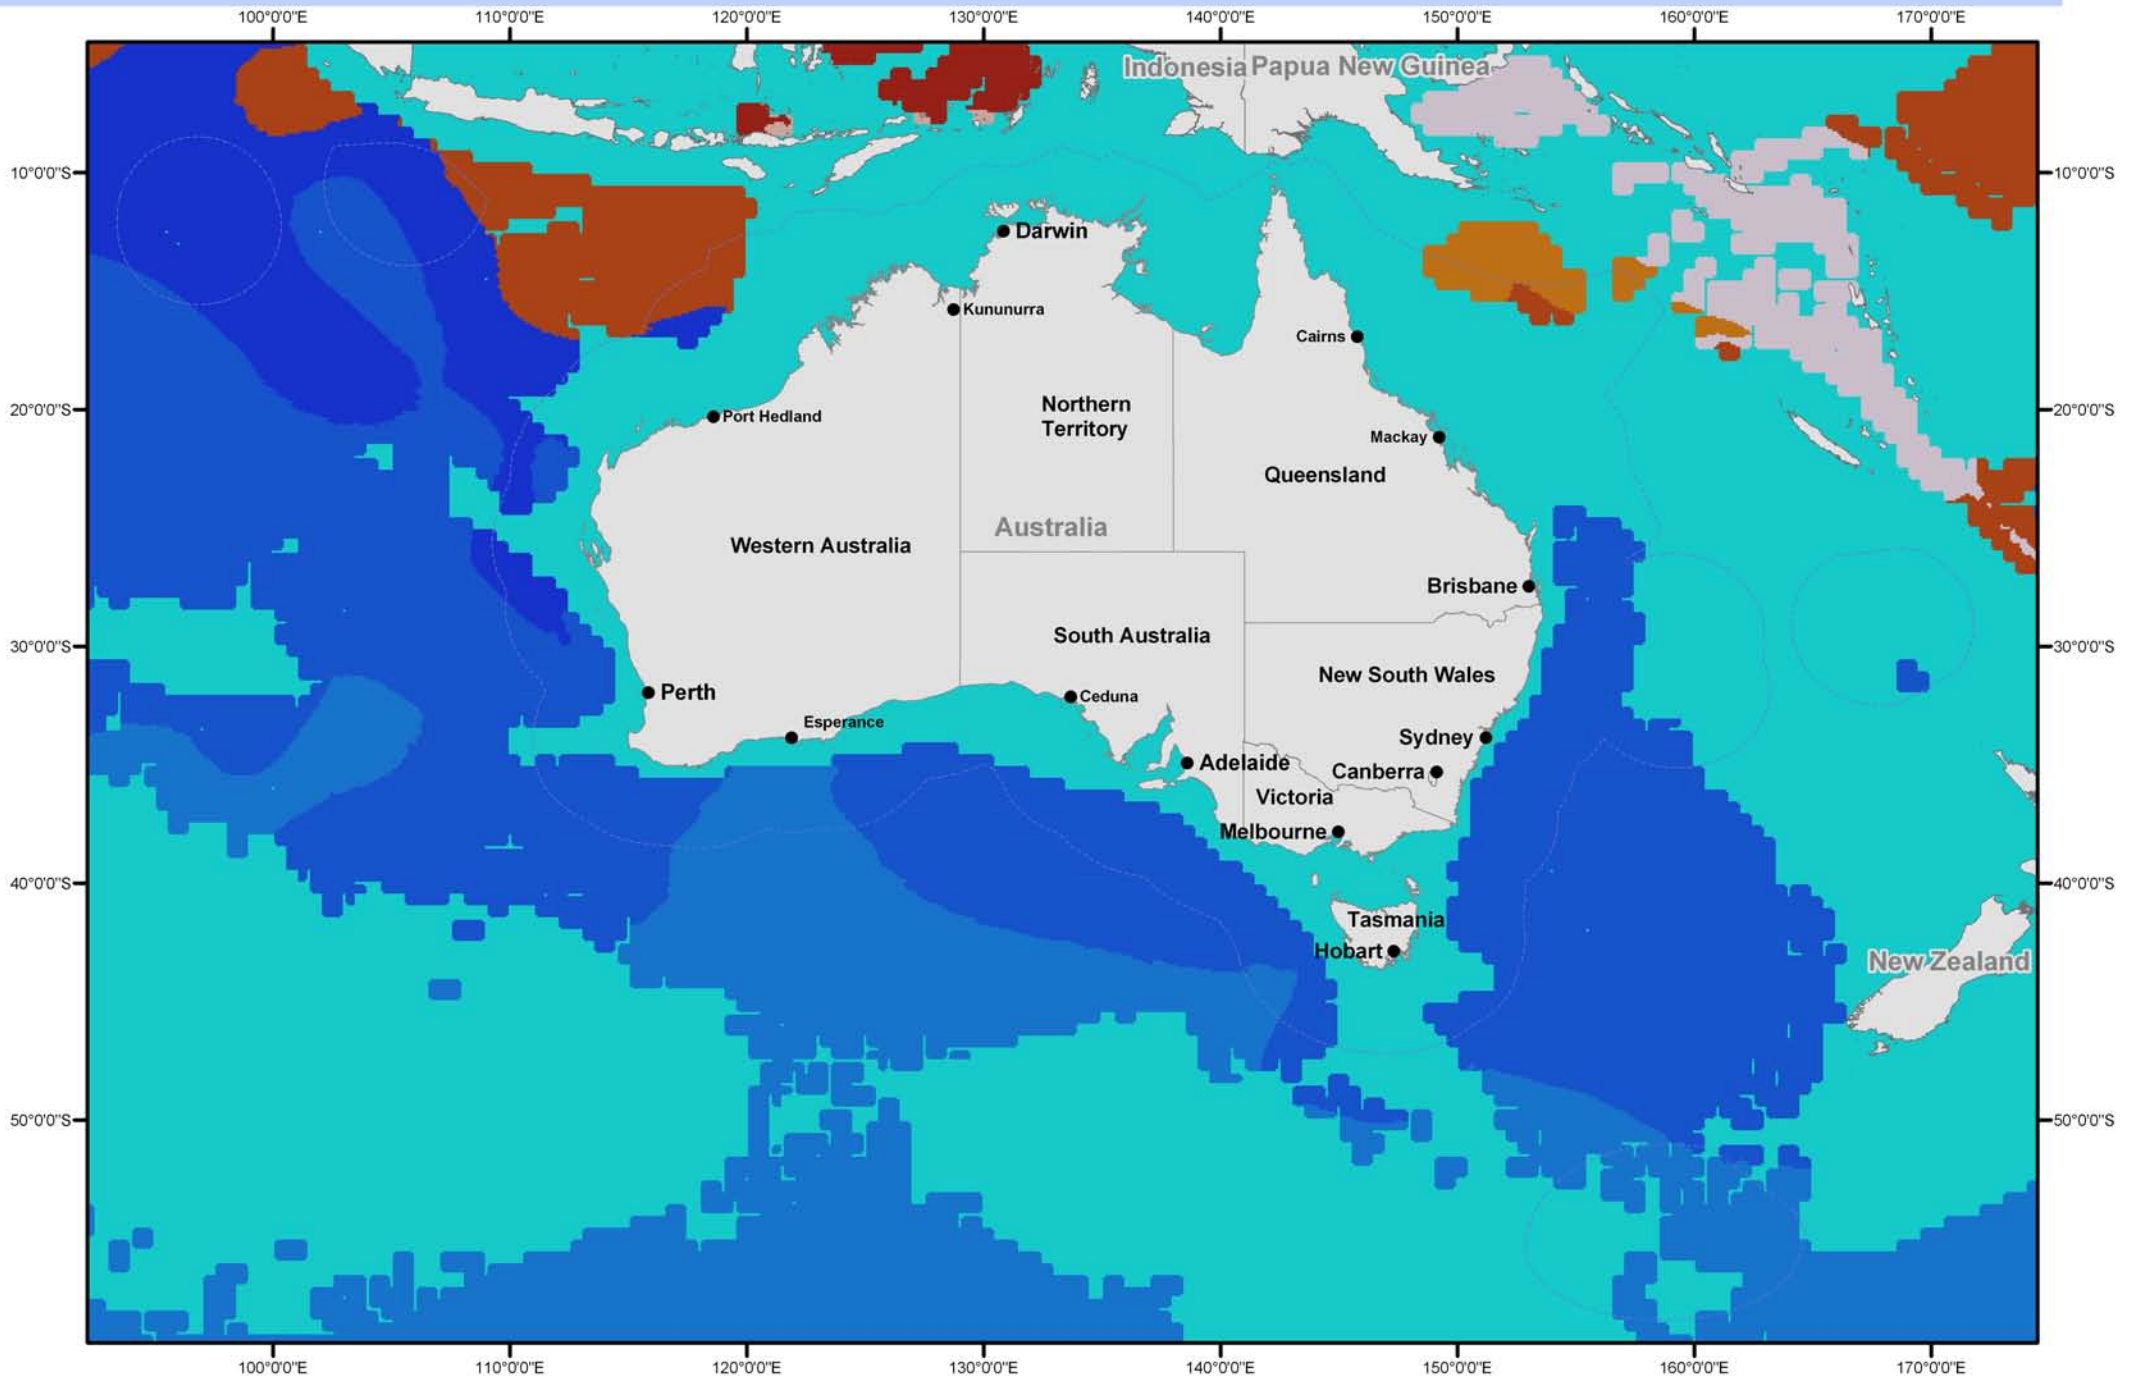 100°0'0"E 110°0'0"E 120°0'0"E 130°0'0"E 140°0'0"E 150°0'0"E 160°0'0"E 170°0'0"E
Indonesia Papua New Guinea
10°0'0"S 10°0'0"S
Darwin
Kununurra
Cairns
20°0'0"S 20°0'0"S
Northern
Territory
Port Hedland
Mackay
Queensland
Australia
Western Australia
Brisbane
South Australia
30°0'0"S 30°0'0"S
New South Wales
Perth
Ceduna
Esperance
Sydney
Adelaide
Canberra
Victoria
Melbourne
40°0'0"S 40°0'0"S
Tasmania
Hobart
New Zealand
50°0'0"S 50°0'0"S
100°0'0"E 110°0'0"E 120°0'0"E 130°0'0"E 140°0'0"E 150°0'0"E 160°0'0"E 170°0'0"E